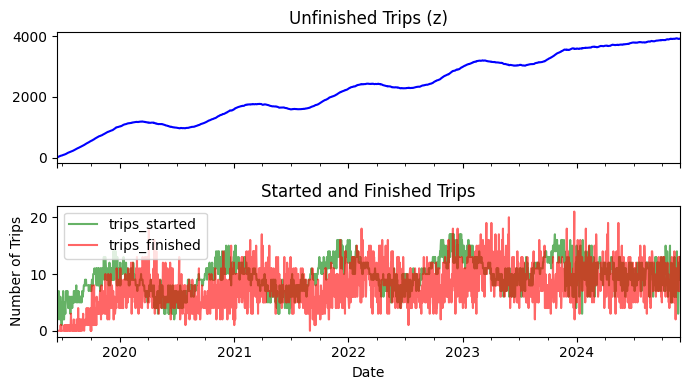 Unfinished Trips (z)
4000
2000
0
Started and Finished Trips
20
10
0
Number of Trips
trips_started
trips_finished
2020
2021
2022
2023
2024
Date